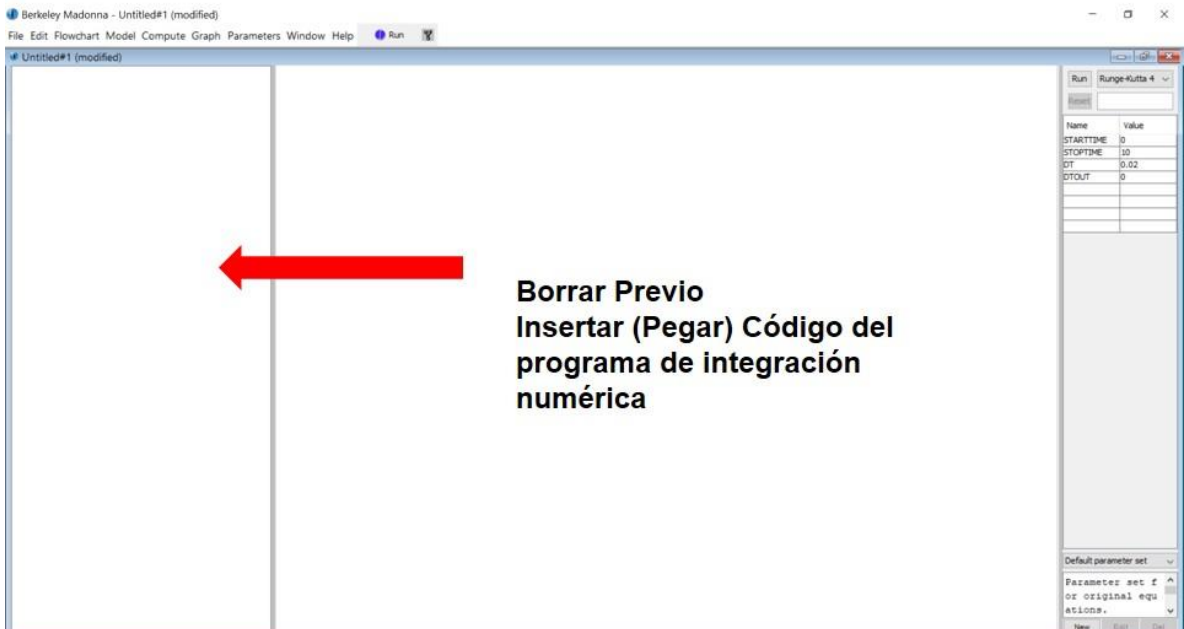 Berkeley Madonna - Untitled#1 (modified)
File Edit Flowchart Model Compute Graph Parameters Window Help Run
Untitled#1 (modified)
Run Runge-Kutta 4
Reset
Name Value
STARTTIME 0
STOPTIME 10
DT 0.02
DTOUT 0
Borrar Previo
Insertar (Pegar) Código del
programa de integración
numérica
Default parameter set
Parameter set f
or original equ
ations.
New Edit Del